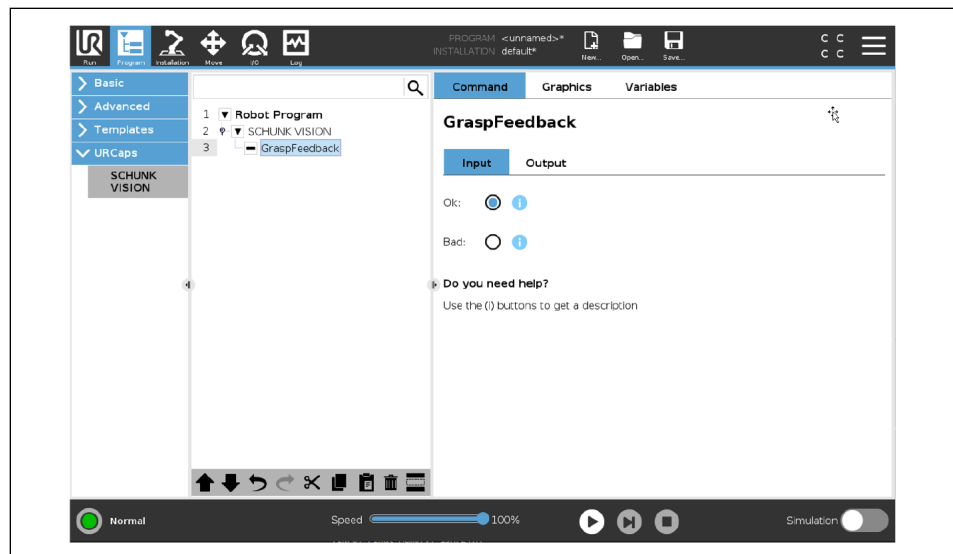 UR
PROGRAM <unnamed>*
INSTALLATION default*
Run Program Installation Move I/O Log New... Open... Save...
C C
C C
Basic
Advanced
Templates
URCaps
SCHUNK
VISION
1 Robot Program
2 SCHUNK VISION
3 GraspFeedback
Command Graphics Variables
GraspFeedback
Input Output
Ok: i
Bad: i
Do you need help?
Use the (i) buttons to get a description
Normal
Speed 100%
Simulation